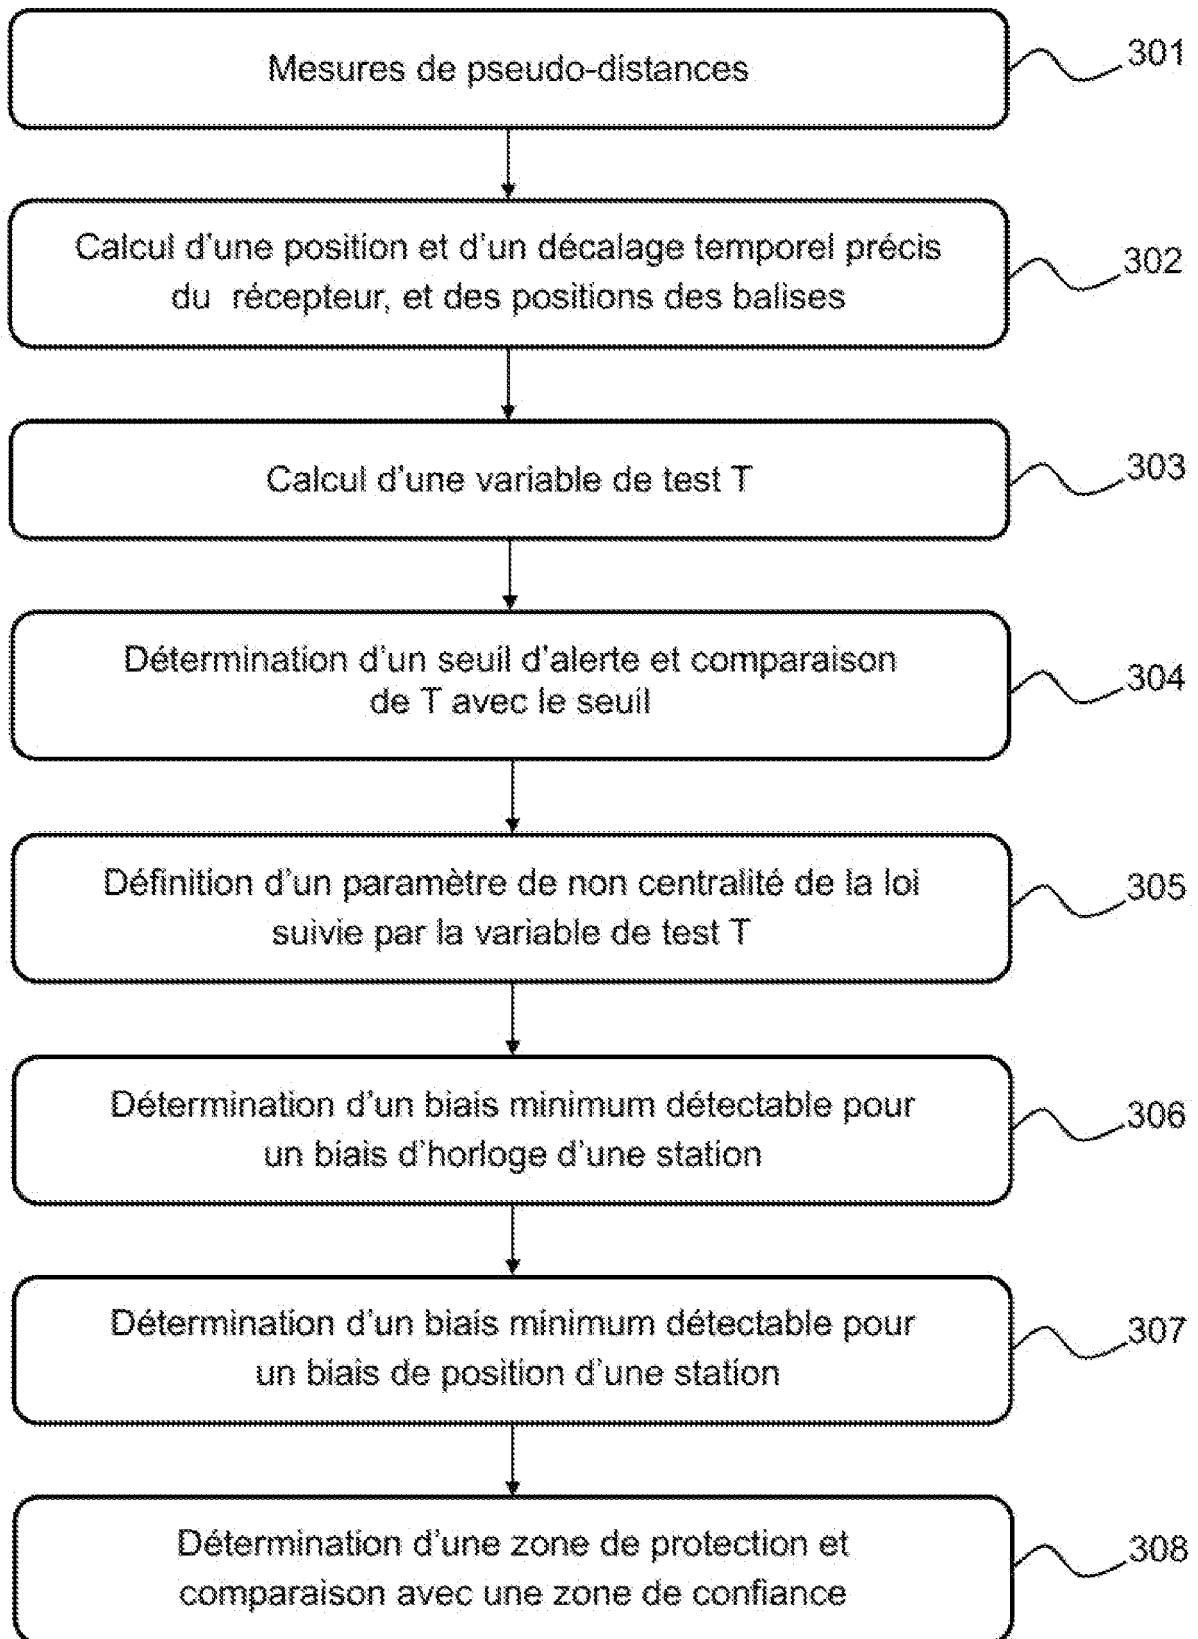 Mesures de pseudo-distances
301
Calcul d'une position et d'un décalage temporel précis
du récepteur, et des positions des balises
302
Calcul d'une variable de test T
303
Détermination d'un seuil d'alerte et comparaison
de T avec le seuil
304
Définition d'un paramètre de non centralité de la loi
suivie par la variable de test T
305
Détermination d'un biais minimum détectable pour
un biais d'horloge d'une station
306
Détermination d'un biais minimum détectable pour
un biais de position d'une station
307
Détermination d'une zone de protection et
comparaison avec une zone de confiance
308